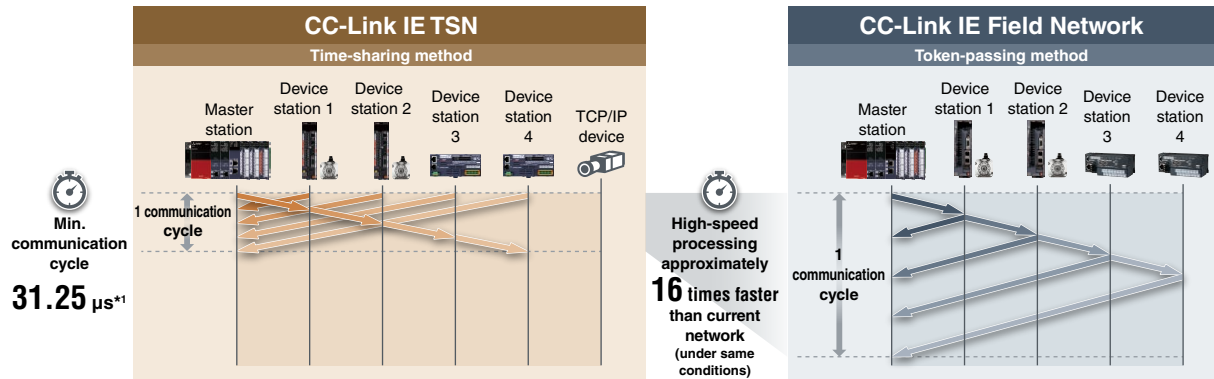 CC-Link IE TSN
Time-sharing method
Master
station
Device
station 1
Device
station 2
Device
station
3
Device
station
4
TCP/IP
device
Min.
communication
cycle
31.25 µs*1
1 communication
cycle
High-speed
processing
approximately
16 times faster
than current
network
(under same
conditions)
CC-Link IE Field Network
Token-passing method
Master
station
Device
station 1
Device
station 2
Device
station
3
Device
station
4
1
communication
cycle